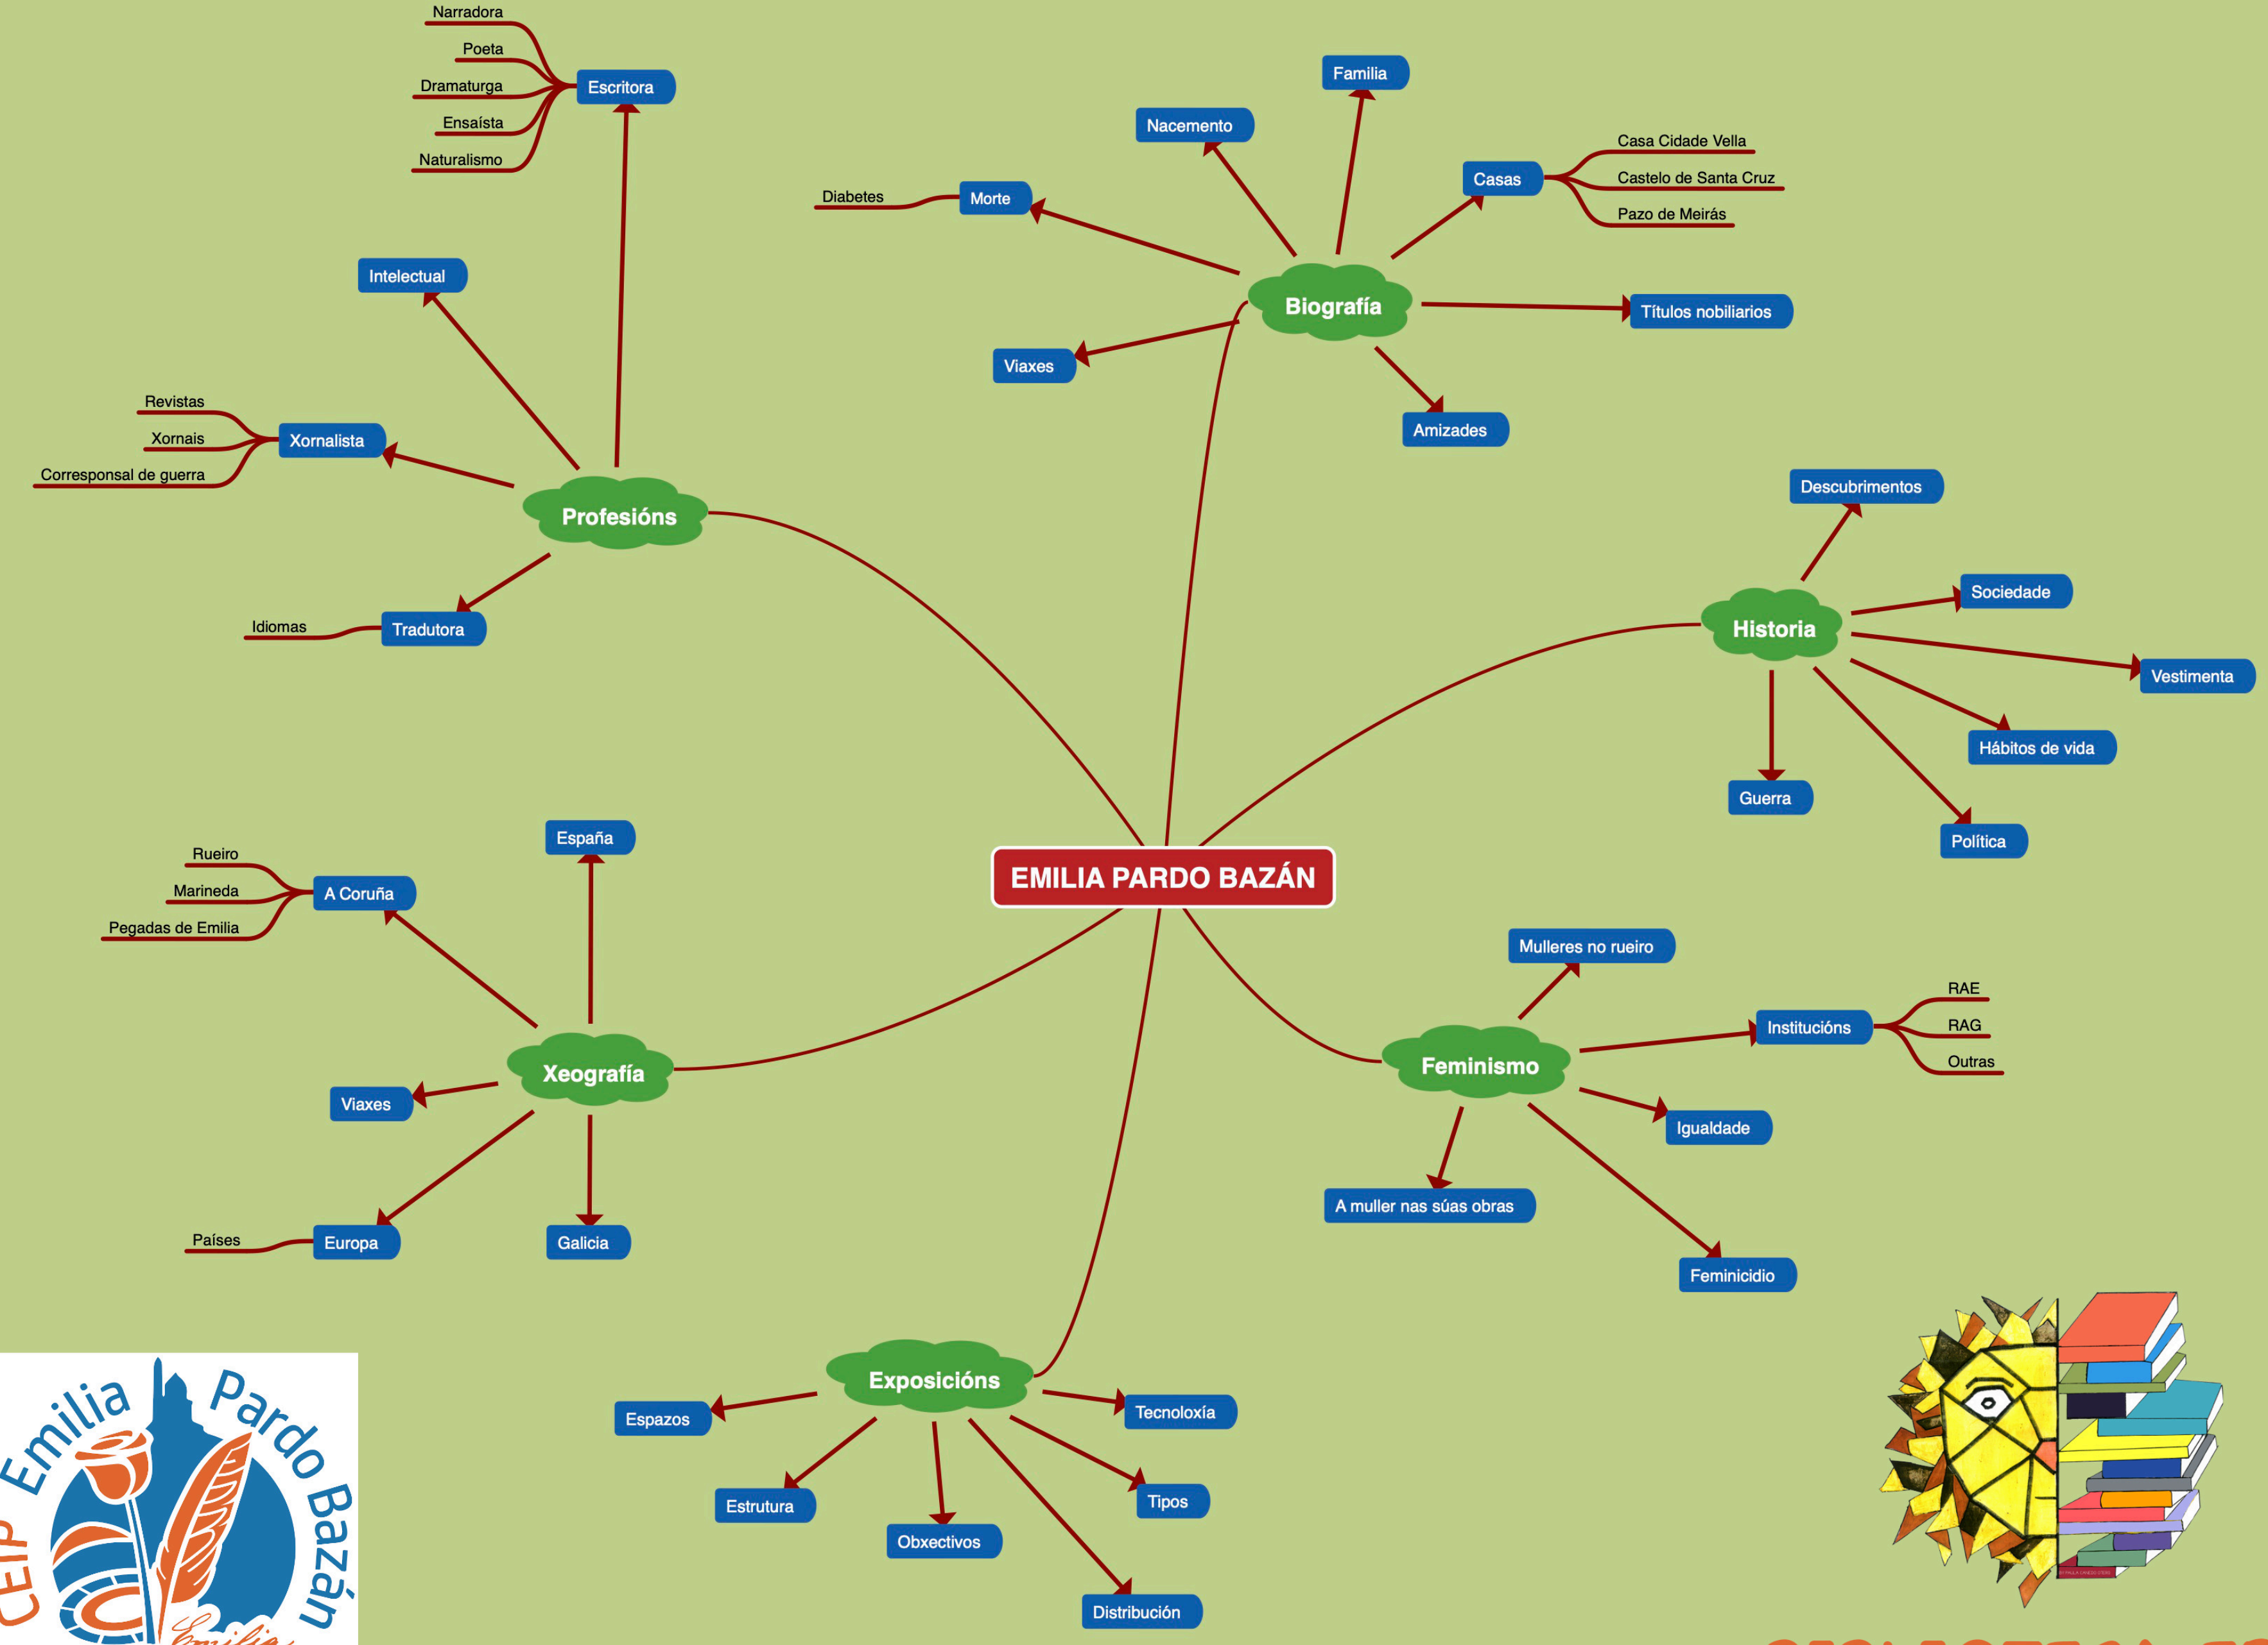 Narradora
Poeta
Dramaturga
Ensaísta
Naturalismo
Escritora
Intelectual
Revistas
Xornais
Corresponsal de guerra
Xornalista
Profesións
Idiomas
Tradutora
Familia
Nacemento
Diabetes
Morte
Casas
Casa Cidade Vella
Castelo de Santa Cruz
Pazo de Meirás
Biografía
Títulos nobiliarios
Viaxes
Amizades
Descubrimentos
Sociedade
Historia
Vestimenta
Hábitos de vida
Guerra
Política
EMILIA PARDO BAZÁN
España
Rueiro
Marineda
Pegadas de Emilia
A Coruña
Xeografía
Viaxes
Países
Europa
Galicia
Mulleres no rueiro
Institucións
RAE
RAG
Outras
Feminismo
Igualdade
A muller nas súas obras
Feminicidio
Exposicións
Espazos
Tecnoloxía
Estrutura
Tipos
Obxectivos
Distribución
CEIP Emilia Pardo Bazán
Emilia